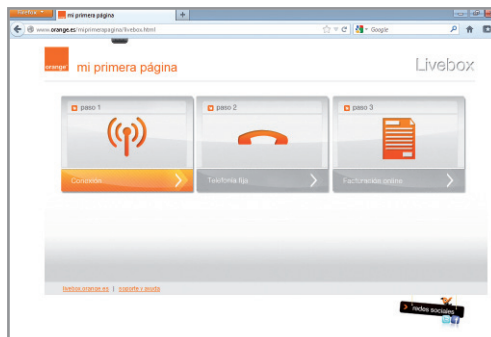 Firefox
mi primera página
www.orange.es/miprimerapagina/livebox.html
Google
orange
mi primera página
Livebox
paso 1
paso 2
paso 3
Conexión
Telefonía fija
Facturación online
livebox.orange.es | soporte y ayuda
redes sociales